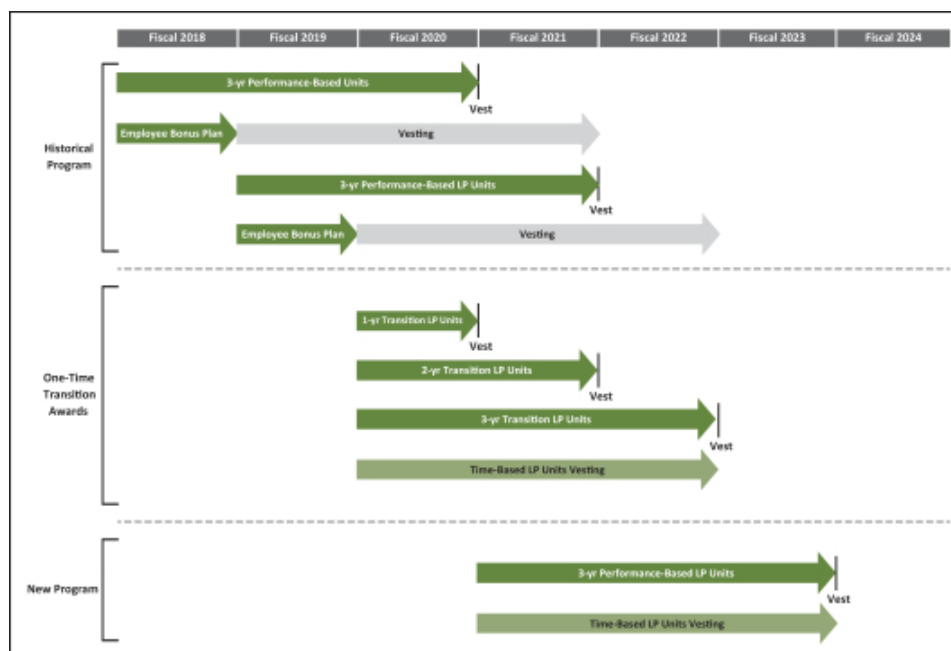 Fiscal 2018 Fiscal 2019 Fiscal 2020 Fiscal 2021 Fiscal 2022 Fiscal 2023 Fiscal 2024
Historical
Program
3-yr Performance-Based Units
Vest
Employee Bonus Plan Vesting
3-yr Performance-Based LP Units
Vest
Employee Bonus Plan Vesting
One-Time
Transition
Awards
1-yr Transition LP Units
Vest
2-yr Transition LP Units
Vest
3-yr Transition LP Units
Vest
Time-Based LP Units Vesting
New Program
3-yr Performance-Based LP Units
Vest
Time-Based LP Units Vesting